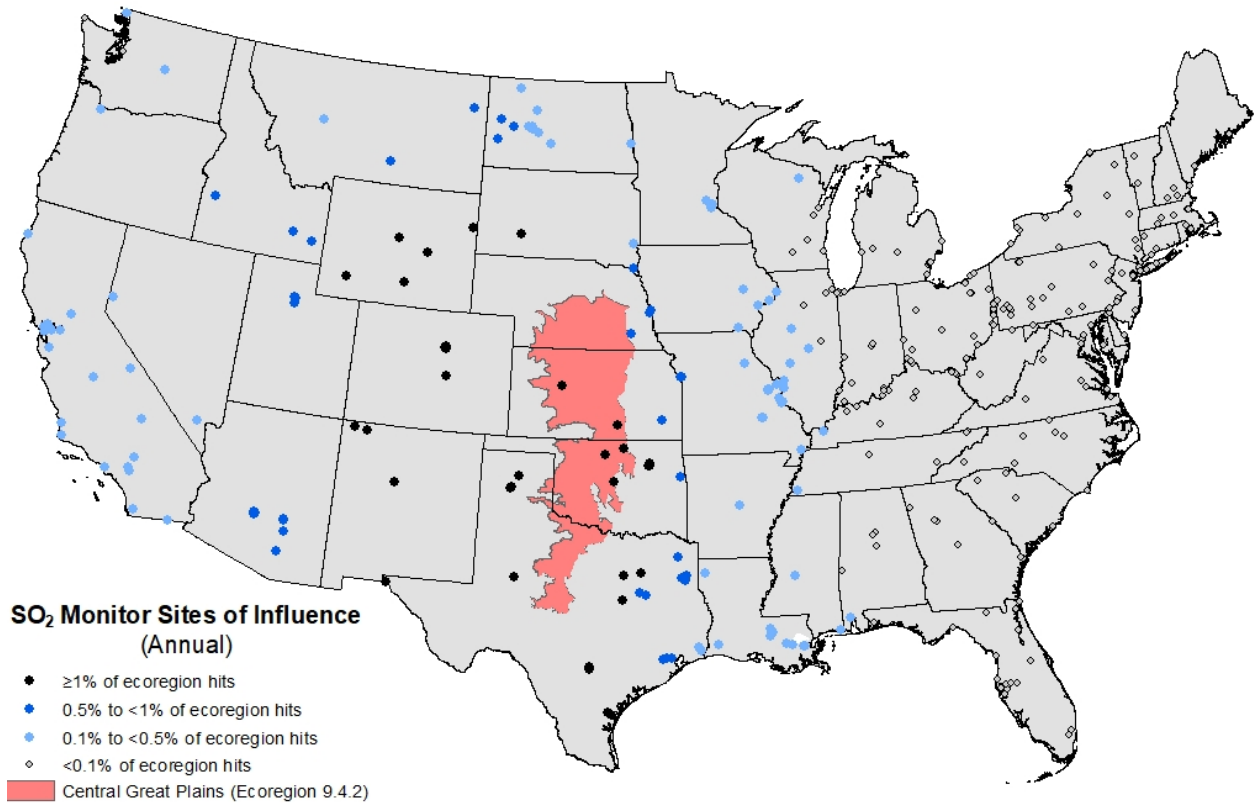 SO₂ Monitor Sites of Influence
(Annual)
≥1% of ecoregion hits
0.5% to <1% of ecoregion hits
0.1% to <0.5% of ecoregion hits
<0.1% of ecoregion hits
Central Great Plains (Ecoregion 9.4.2)